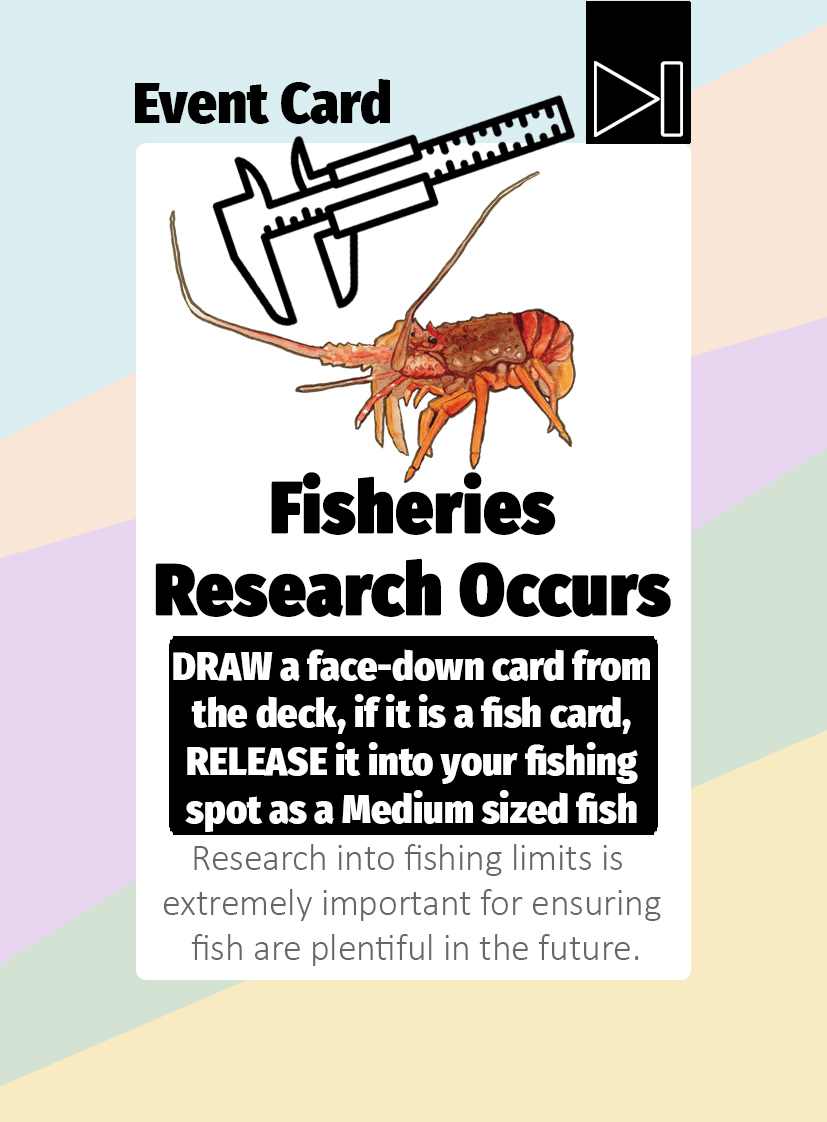 Event Card
Fisheries
Research Occurs
DRAW a face-down card from
the deck, if it is a fish card,
RELEASE it into your fishing
spot as a Medium sized fish
Research into fishing limits is
extremely important for ensuring
fish are plentiful in the future.